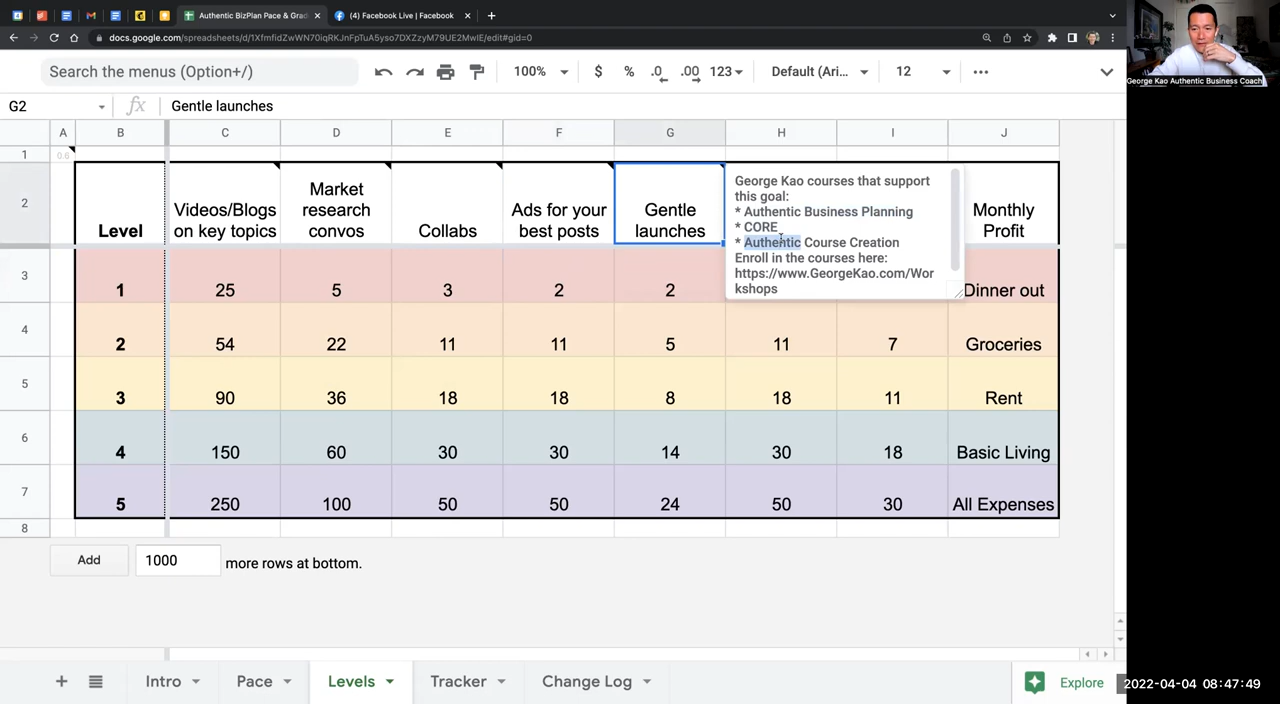 Authentic BizPlan Pace & Grad
(4) Facebook Live | Facebook
docs.google.com/spreadsheets/d/1XfmfidZwWN70iqRKJnFpTuA5yso7DXZzyM79UE2MwIE/edit#gid=0
George Kao Authentic Business Coach
Search the menus (Option+/)
100%
$
%
.0
.00
123
Default (Ari...
12
G2
fx
Gentle launches
A B C D E F G H I J
1
0.6
2
Level
Videos/Blogs
on key topics
Market
research
convos
Collabs
Ads for your
best posts
Gentle
launches
George Kao courses that support
this goal:
* Authentic Business Planning
* CORE
* Authentic Course Creation
Enroll in the courses here:
https://www.GeorgeKao.com/Wor
kshops
Monthly
Profit
3 1 25 5 3 2 2 Dinner out
4 2 54 22 11 11 5 11 7 Groceries
5 3 90 36 18 18 8 18 11 Rent
6 4 150 60 30 30 14 30 18 Basic Living
7 5 250 100 50 50 24 50 30 All Expenses
8
Add 1000 more rows at bottom.
Intro Pace Levels Tracker Change Log
Explore
2022-04-04 08:47:49